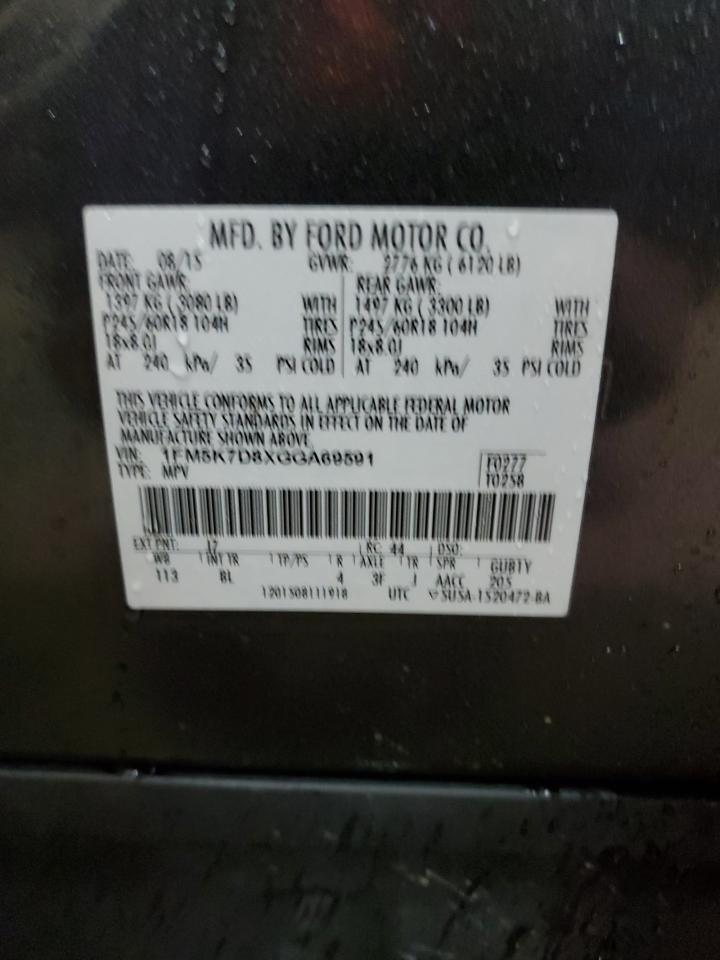 MFD. BY FORD MOTOR CO.
DATE: 08/15 GVWR: 2776 KG ( 6120 LB)
FRONT GAWR: REAR GAWR:
1397 KG ( 3080 LB) WITH 1497 KG ( 3300 LB) WITH
P245/60R18 104H TIRES P245/60R18 104H TIRES
18x8.0J RIMS 18x8.0J RIMS
AT 240 kPa/ 35 PSI COLD AT 240 kPa/ 35 PSI COLD
THIS VEHICLE CONFORMS TO ALL APPLICABLE FEDERAL MOTOR
VEHICLE SAFETY STANDARDS IN EFFECT ON THE DATE OF
MANUFACTURE SHOWN ABOVE.
VIN: 1FM5K7D8XGGA69591 F0277
TYPE: MPV T0258
EXT PNT: J7 RC: 44 DSO:
WB INT TR TP/PS R AXLE TR SPR GUBTY
113 BL 4 3F J AACC 205
1201508111918 UTC ▽5USA-1520472-BA